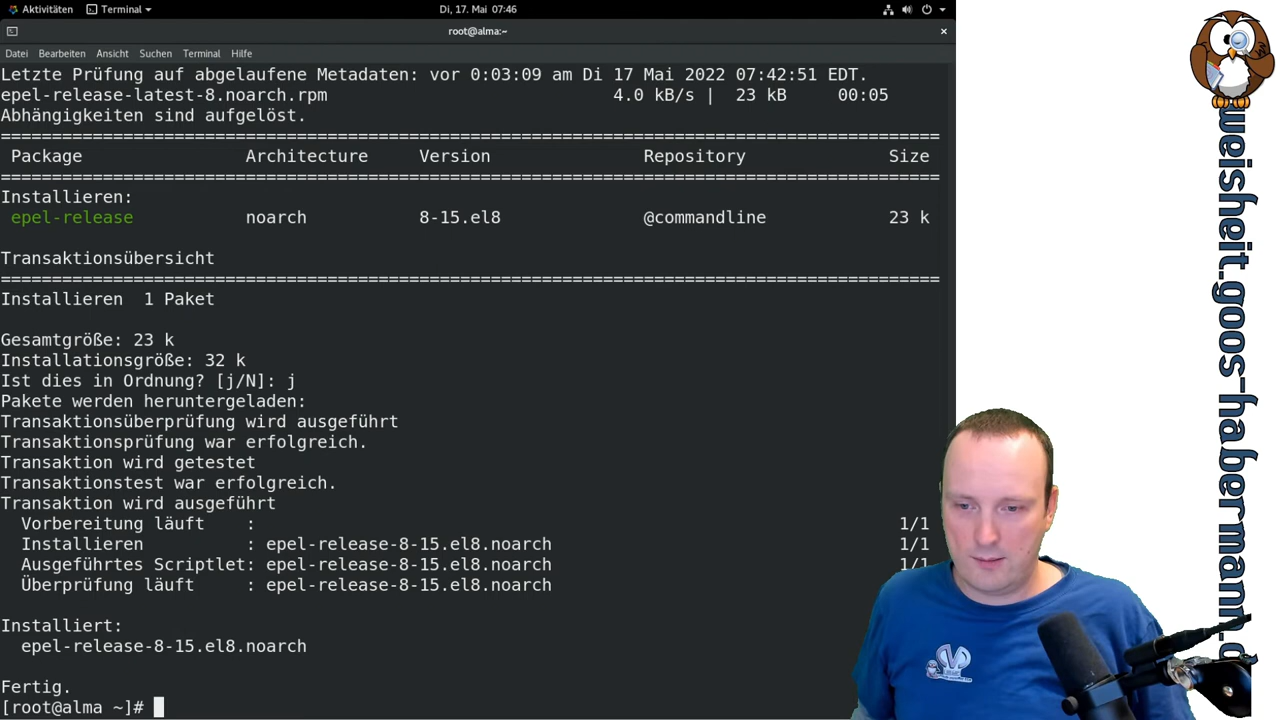 Aktivitäten Terminal Di, 17. Mai 07:46
root@alma:~ ×
Datei Bearbeiten Ansicht Suchen Terminal Hilfe
Letzte Prüfung auf abgelaufene Metadaten: vor 0:03:09 am Di 17 Mai 2022 07:42:51 EDT.
epel-release-latest-8.noarch.rpm 4.0 kB/s | 23 kB 00:05
Abhängigkeiten sind aufgelöst.
================================================================================
Package Architecture Version Repository Size
================================================================================
Installieren:
epel-release noarch 8-15.el8 @commandline 23 k
Transaktionsübersicht
================================================================================
Installieren 1 Paket
Gesamtgröße: 23 k
Installationsgröße: 32 k
Ist dies in Ordnung? [j/N]: j
Pakete werden heruntergeladen:
Transaktionsüberprüfung wird ausgeführt
Transaktionsprüfung war erfolgreich.
Transaktion wird getestet
Transaktionstest war erfolgreich.
Transaktion wird ausgeführt
Vorbereitung läuft : 1/1
Installieren : epel-release-8-15.el8.noarch 1/1
Ausgeführtes Scriptlet: epel-release-8-15.el8.noarch 1/1
Überprüfung läuft : epel-release-8-15.el8.noarch
Installiert:
epel-release-8-15.el8.noarch
Fertig.
[root@alma ~]#
weisheit.goos-habermann.d